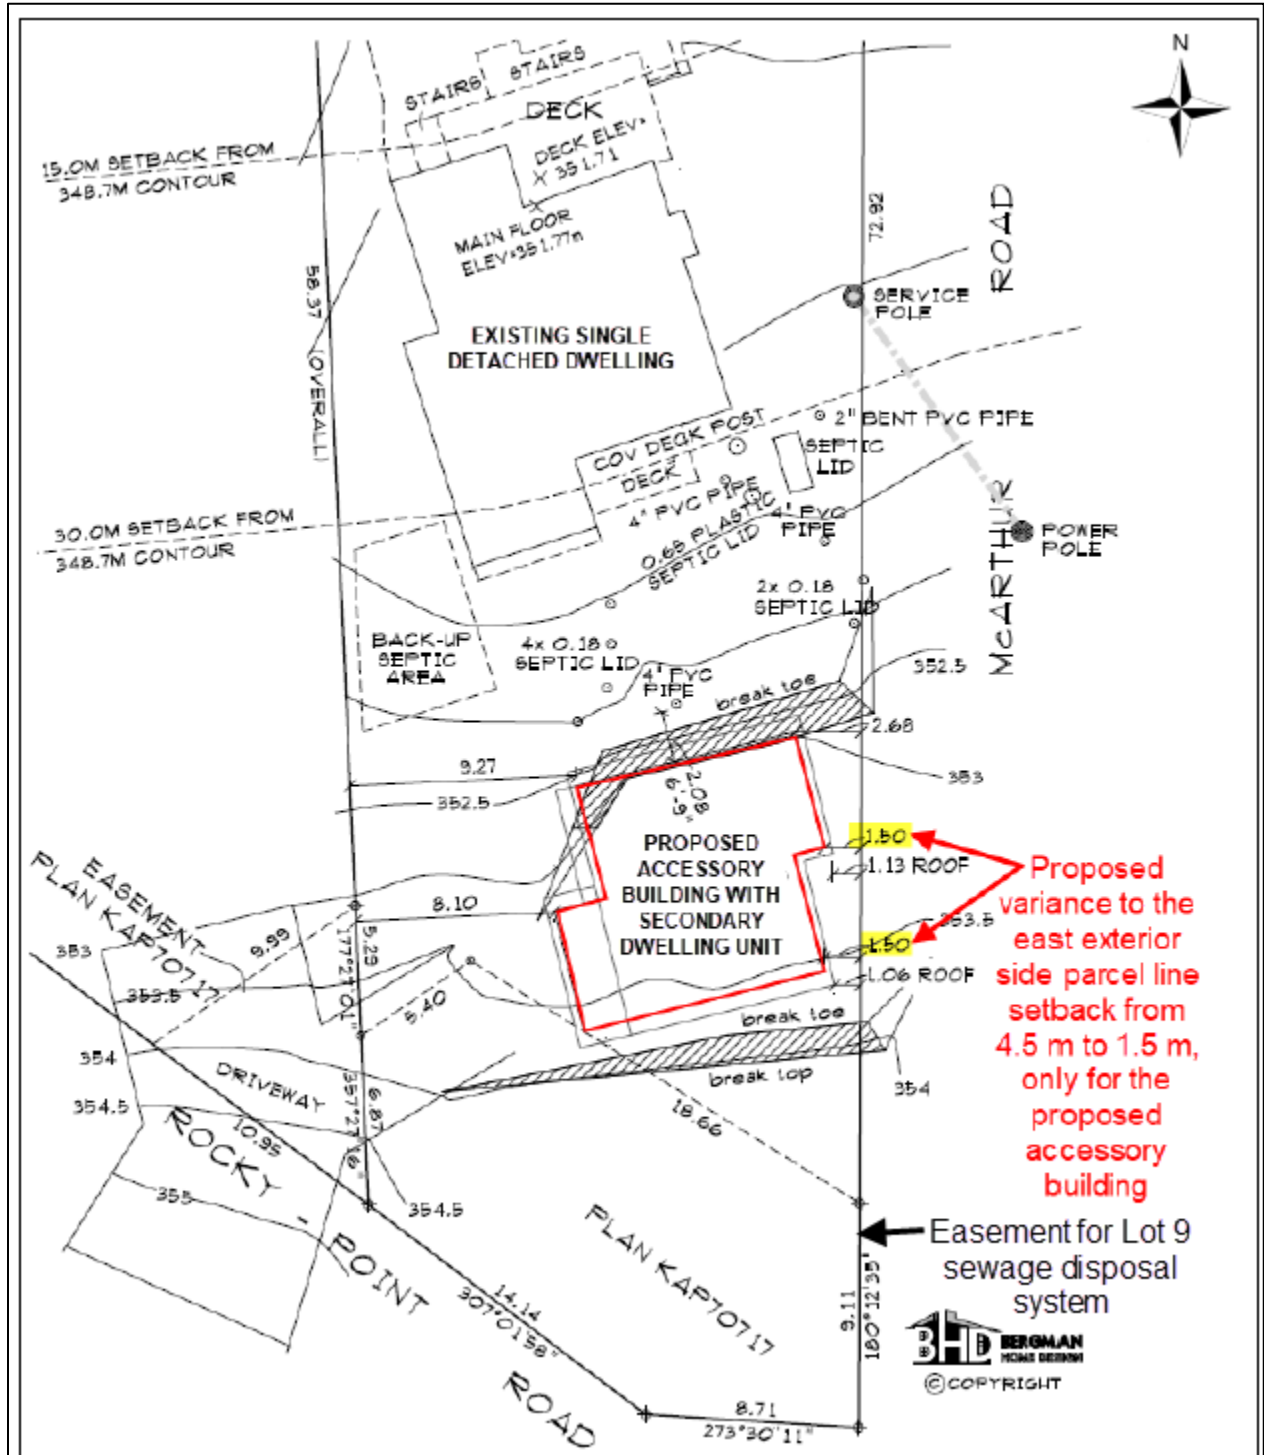 N
STAIRS
STAIRS
DECK
DECK ELEV=
X 351.71
15.0M SETBACK FROM
348.7M CONTOUR
MAIN FLOOR
ELEV=351.77m
72.92
ROAD
58.37 (OVERALL)
SERVICE
POLE
EXISTING SINGLE
DETACHED DWELLING
COV DECK POST
DECK
2" BENT PVC PIPE
SEPTIC
LID
4" PVC PIPE
4" PVC
PIPE
0.68 PLASTIC
SEPTIC LID
30.0M SETBACK FROM
348.7M CONTOUR
POWER
POLE
McARTHUR
2x 0.18
SEPTIC LID
BACK-UP
SEPTIC
AREA
4x 0.18
SEPTIC LID
4" PVC
PIPE
352.5
break toe
2.68
9.27
353
352.5
2.08
6'-9"
PROPOSED
ACCESSORY
BUILDING WITH
SECONDARY
DWELLING UNIT
1.50
1.13 ROOF
Proposed
variance to the
east exterior
side parcel line
setback from
4.5 m to 1.5 m,
only for the
proposed
accessory
building
EASEMENT
PLAN KAP70717
8.10
353.5
1.50
1.06 ROOF
9.99
5.29
177°27'01"
353
353.5
5.40
break toe
break top
354
354
DRIVEWAY
354.5
6.87
357°27'16"
18.66
10.95
ROCKY - POINT ROAD
355
354.5
PLAN KAP70717
Easement for Lot 9
sewage disposal
system
14.14
307°01'58"
9.11
180°12'35"
BHD BERGMAN
HOME DESIGN
©COPYRIGHT
8.71
273°30'11"